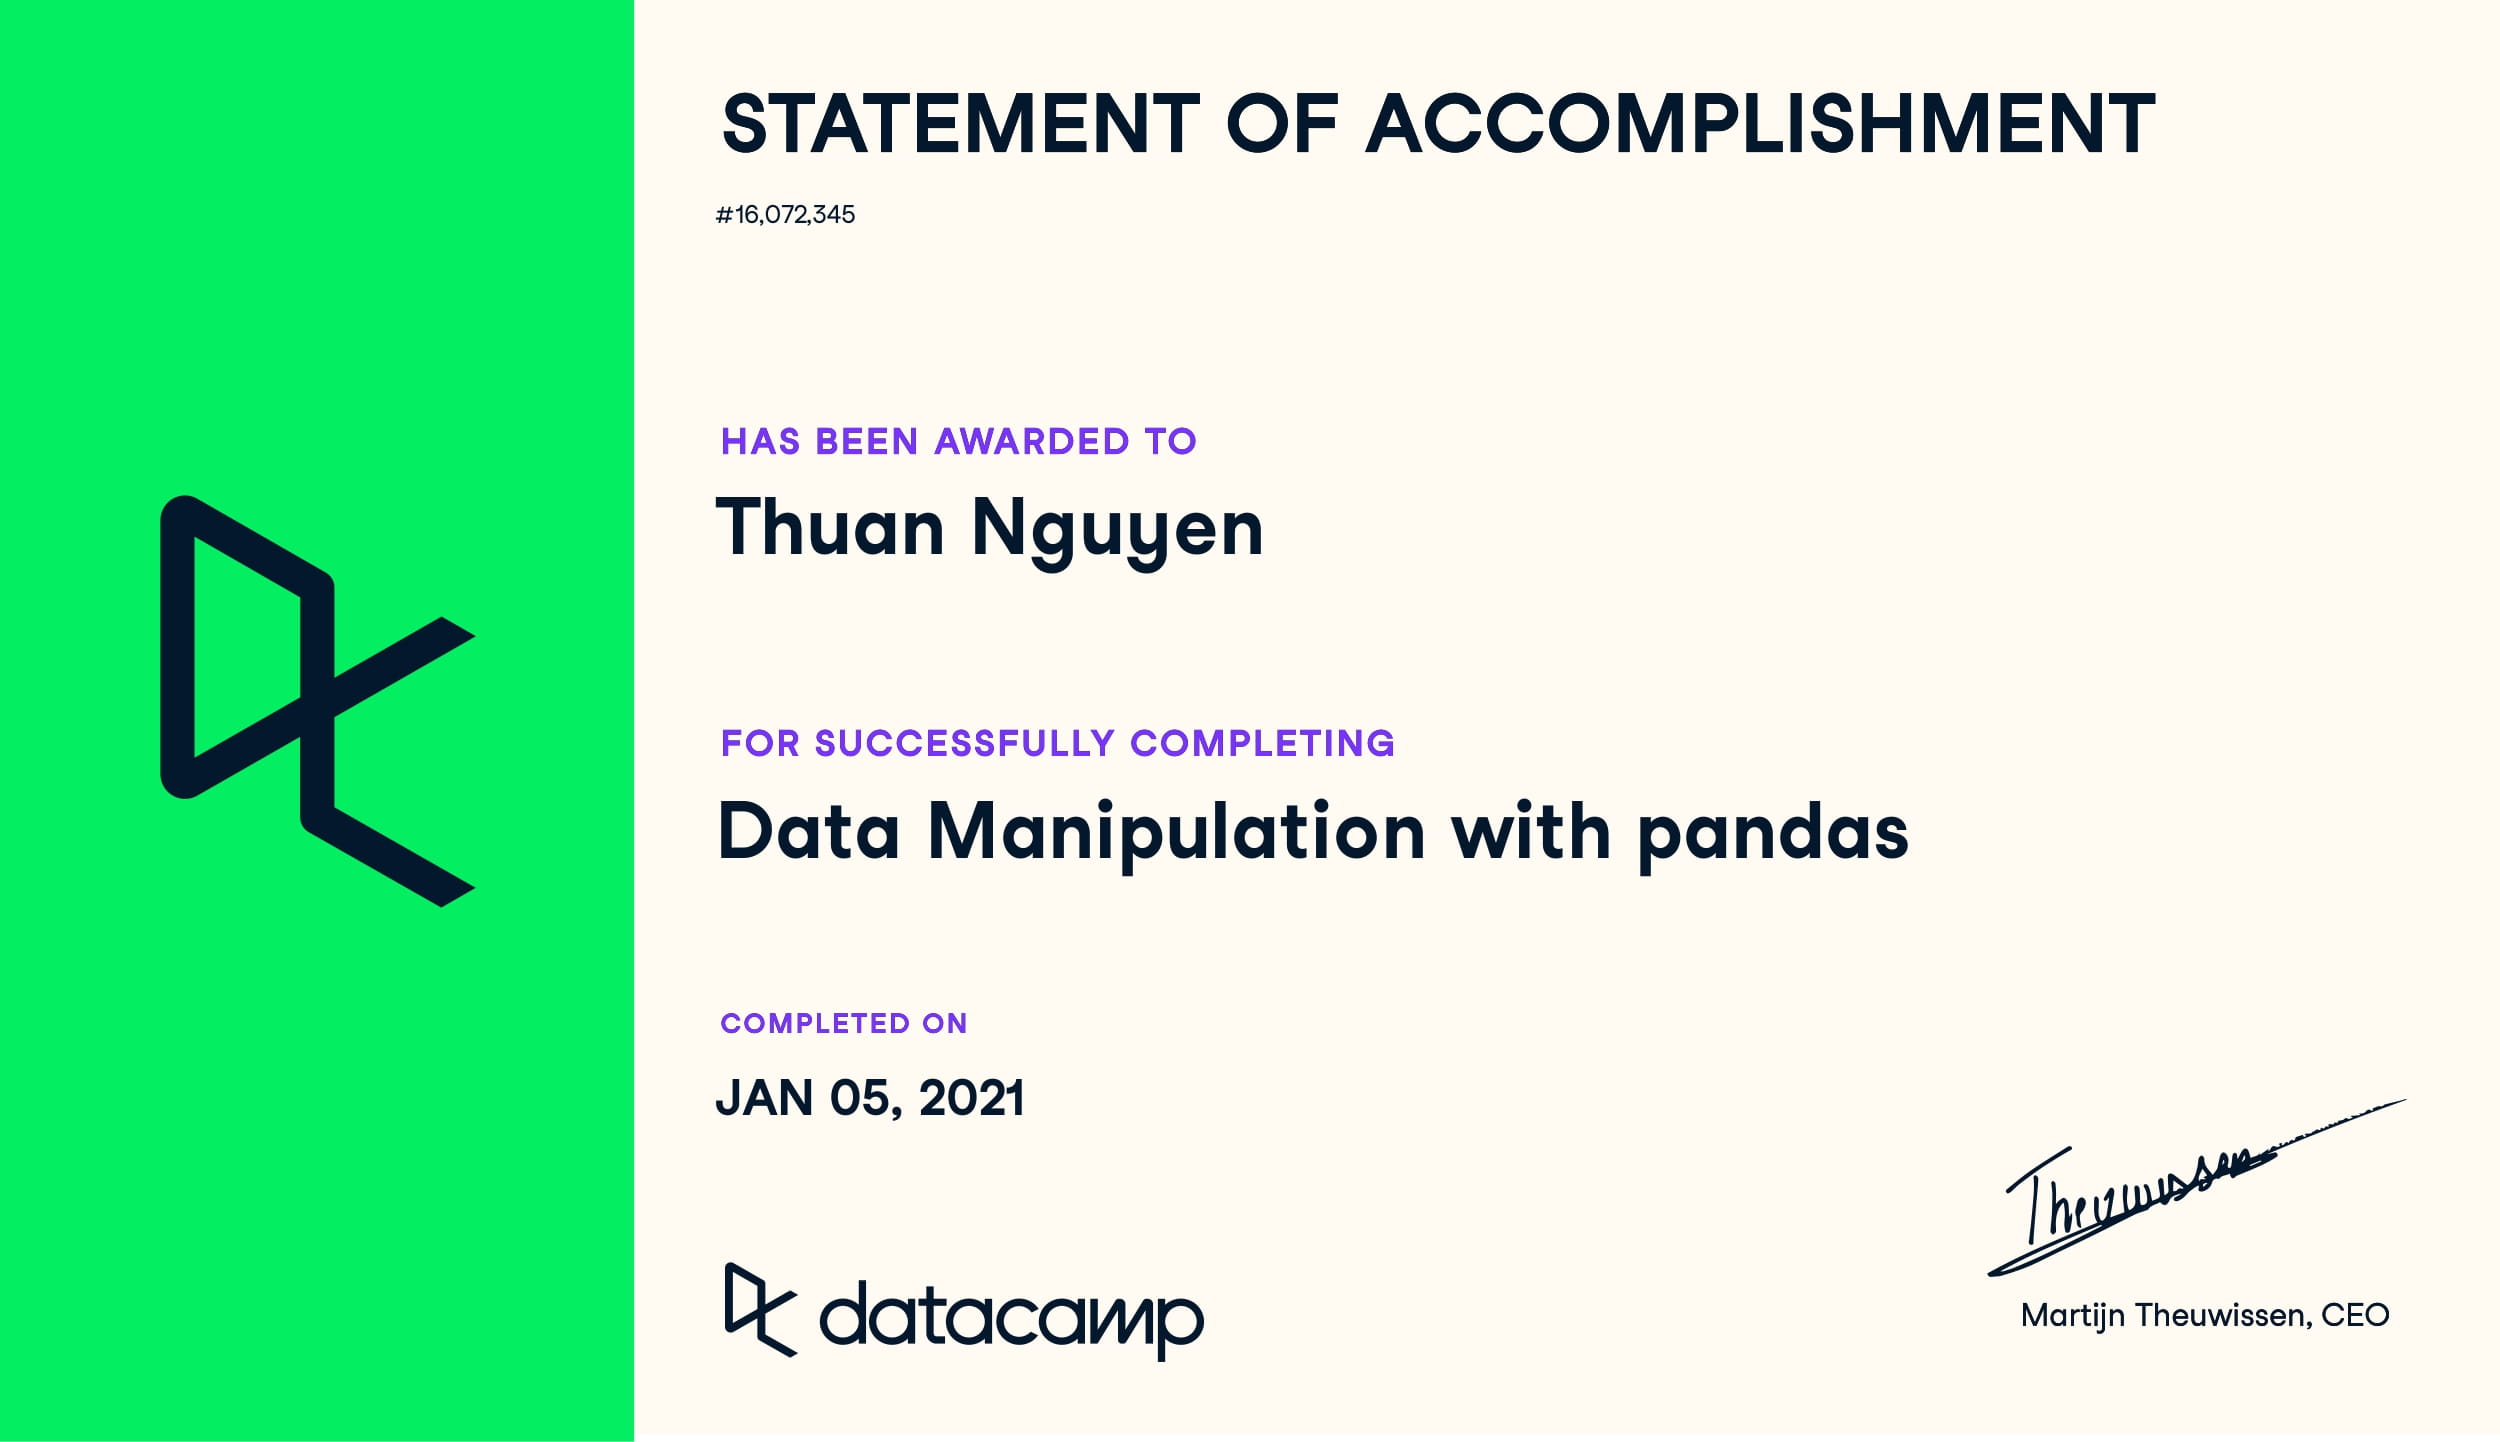 STATEMENT OF ACCOMPLISHMENT
#16,072,345
HAS BEEN AWARDED TO
Thuan Nguyen
FOR SUCCESSFULLY COMPLETING
Data Manipulation with pandas
COMPLETED ON
JAN 05, 2021
Theuwissen
datacamp
Martijn Theuwissen, CEO